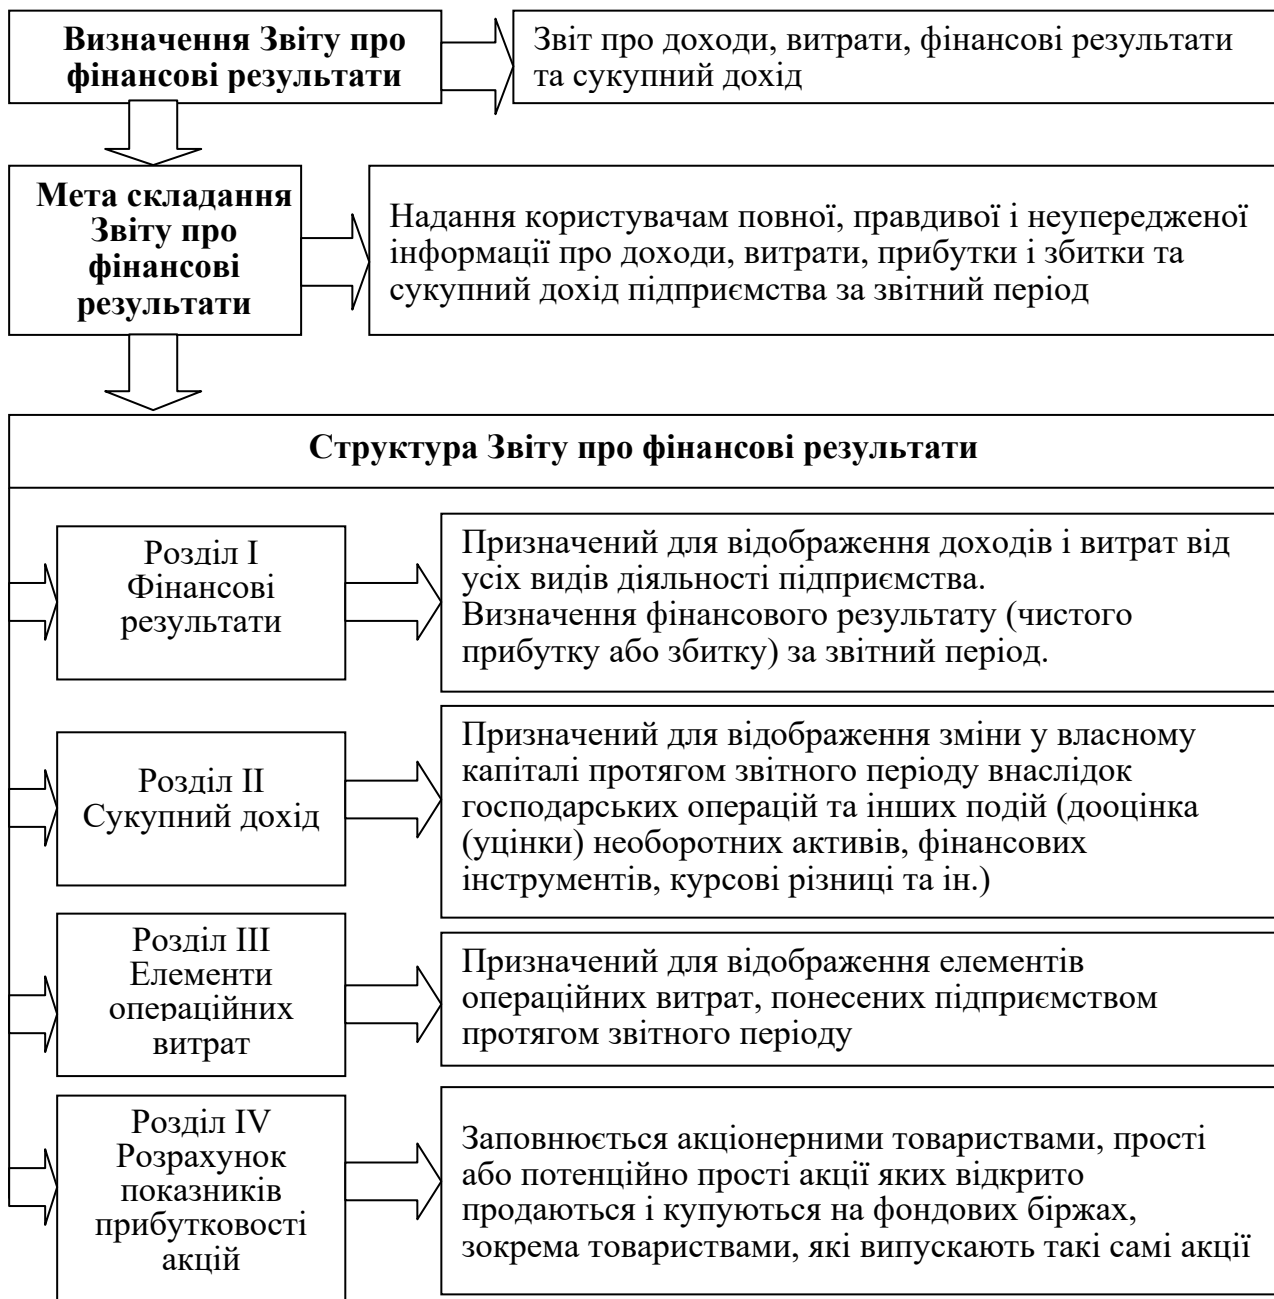 Визначення Звіту про
фінансові результати
Звіт про доходи, витрати, фінансові результати
та сукупний дохід
Мета складання
Звіту про
фінансові
результати
Надання користувачам повної, правдивої і неупередженої
інформації про доходи, витрати, прибутки і збитки та
сукупний дохід підприємства за звітний період
Структура Звіту про фінансові результати
Розділ I
Фінансові
результати
Призначений для відображення доходів і витрат від
усіх видів діяльності підприємства.
Визначення фінансового результату (чистого
прибутку або збитку) за звітний період.
Розділ II
Сукупний дохід
Призначений для відображення зміни у власному
капіталі протягом звітного періоду внаслідок
господарських операцій та інших подій (дооцінка
(уцінки) необоротних активів, фінансових
інструментів, курсові різниці та ін.)
Розділ III
Елементи
операційних
витрат
Призначений для відображення елементів
операційних витрат, понесених підприємством
протягом звітного періоду
Розділ IV
Розрахунок
показників
прибутковості
акцій
Заповнюється акціонерними товариствами, прості
або потенційно прості акції яких відкрито
продаються і купуються на фондових біржах,
зокрема товариствами, які випускають такі самі акції